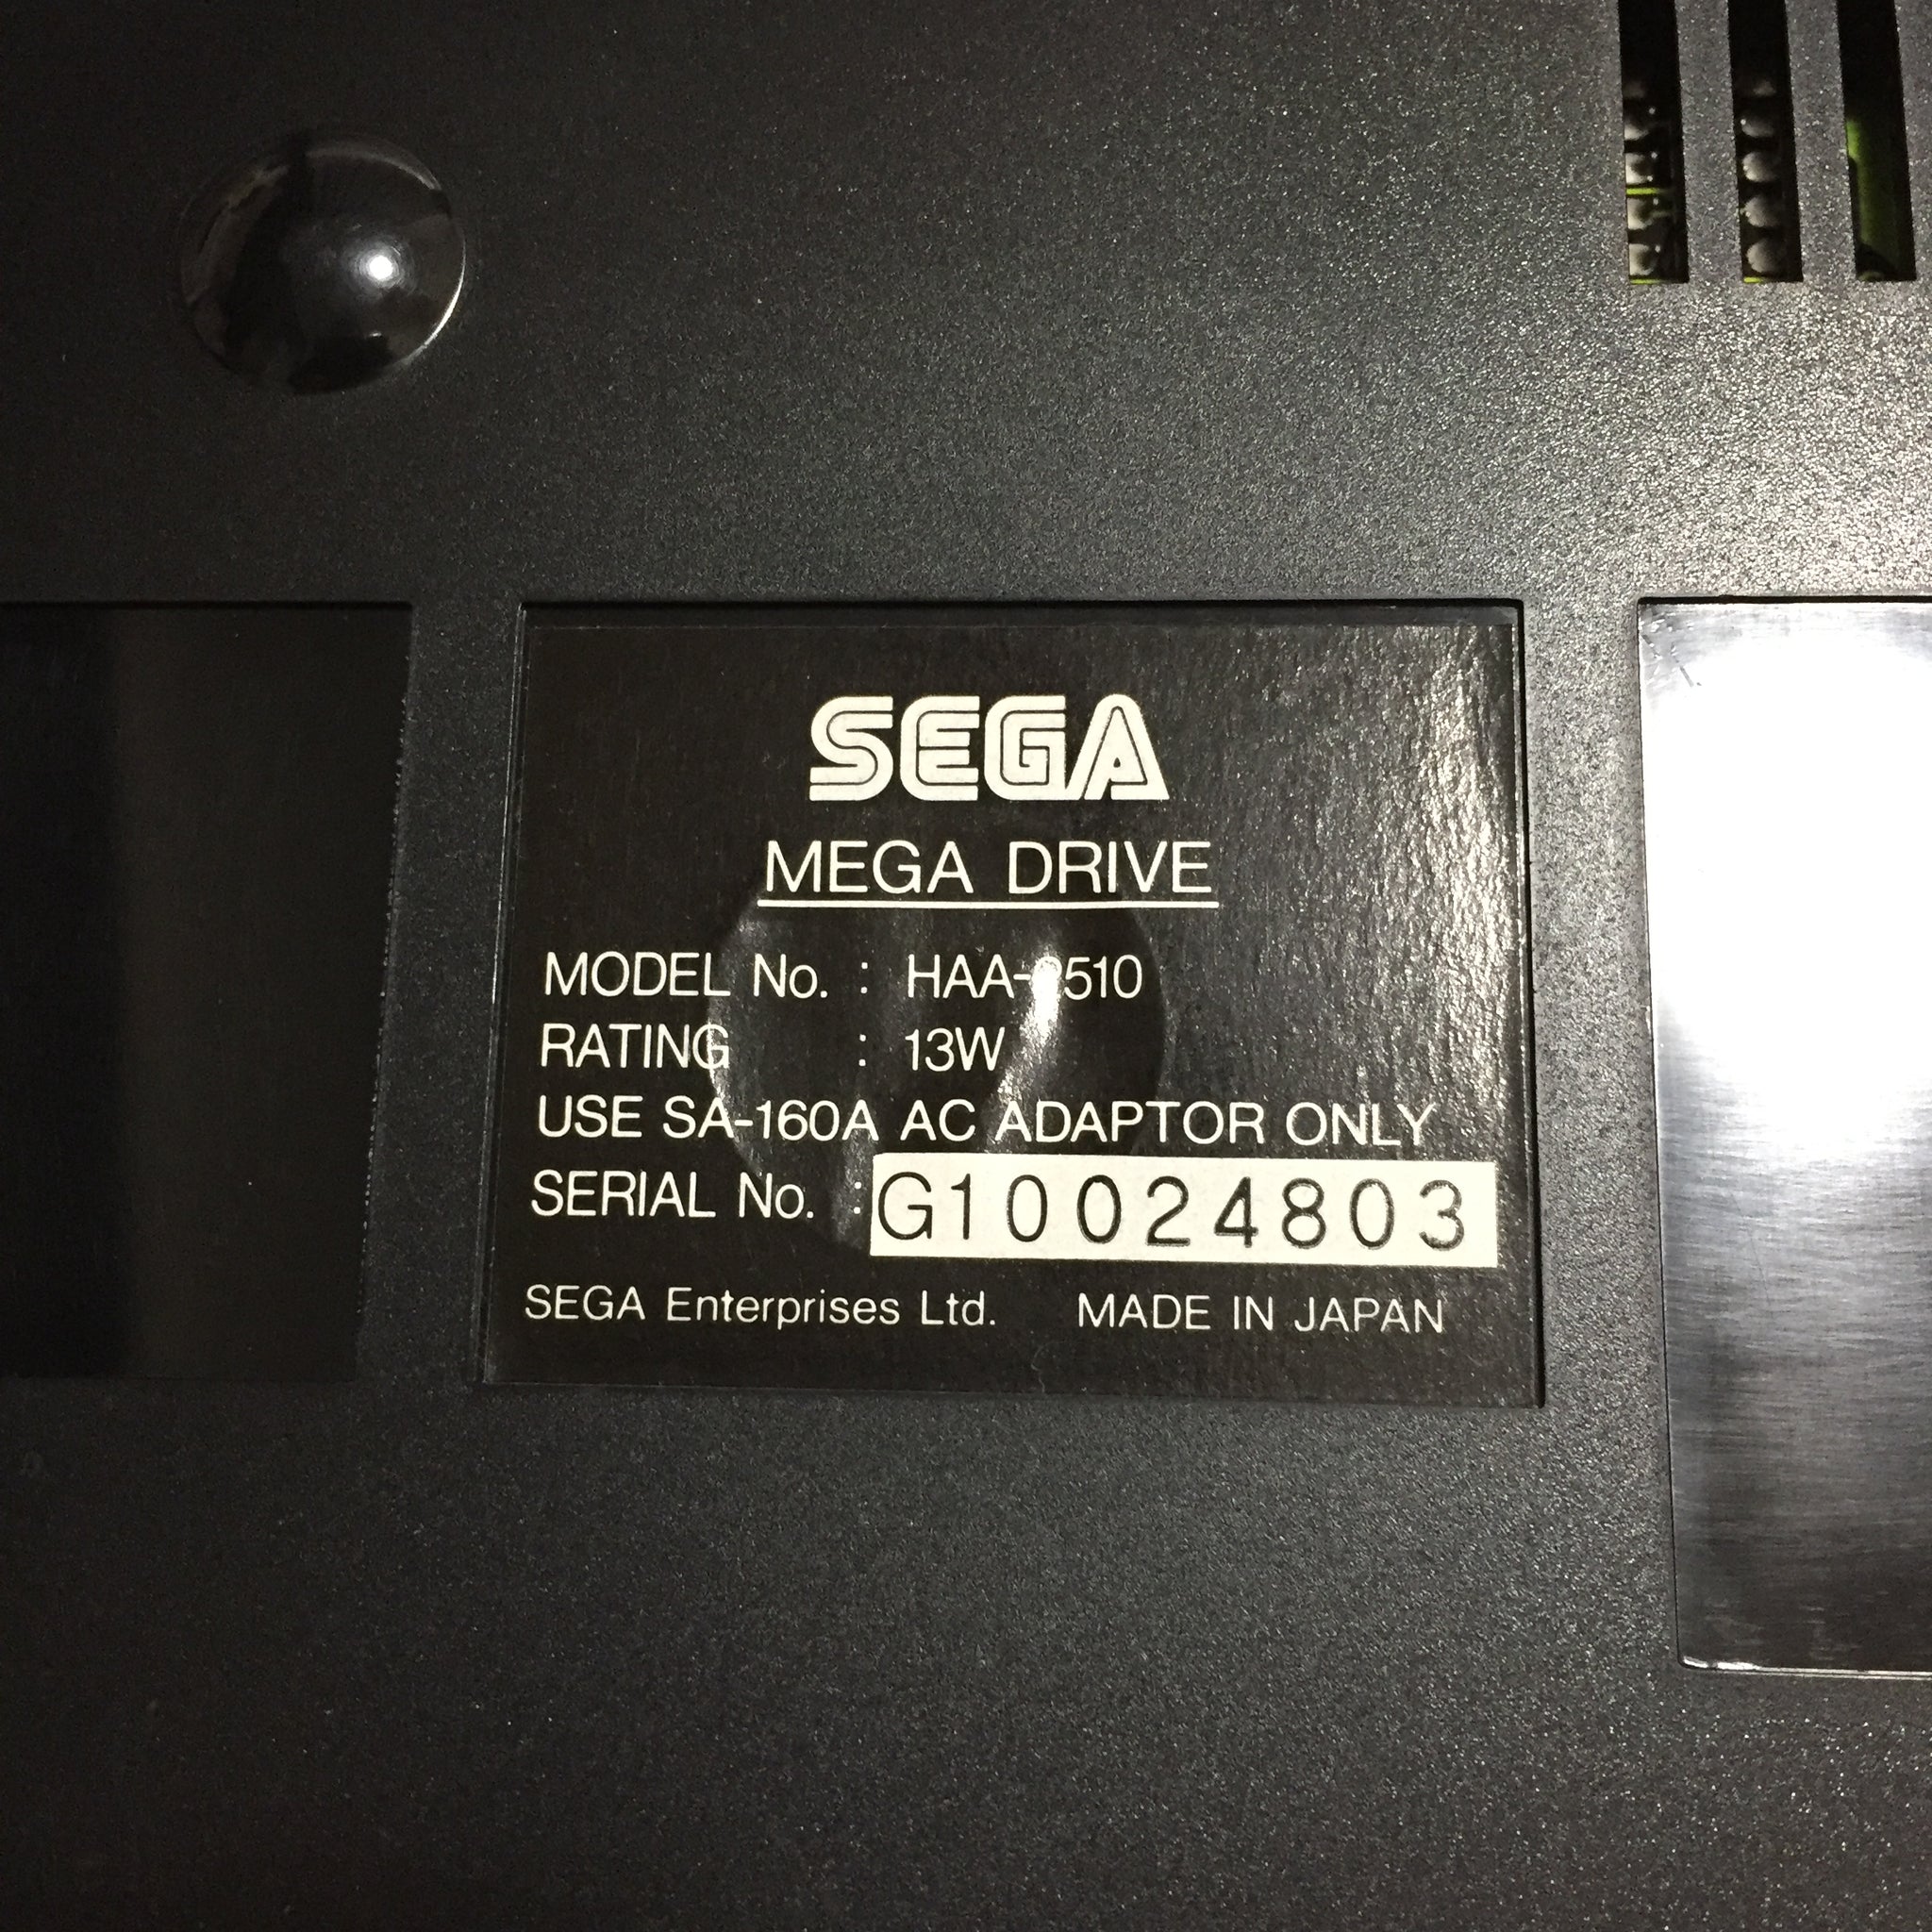 SEGA
MEGA DRIVE
MODEL No. :
RATING : 13W
USE SA-160A AC ADAPTOR ONLY
SERIAL No. : G10024803
SEGA Enterprises Ltd. MADE IN JAPAN